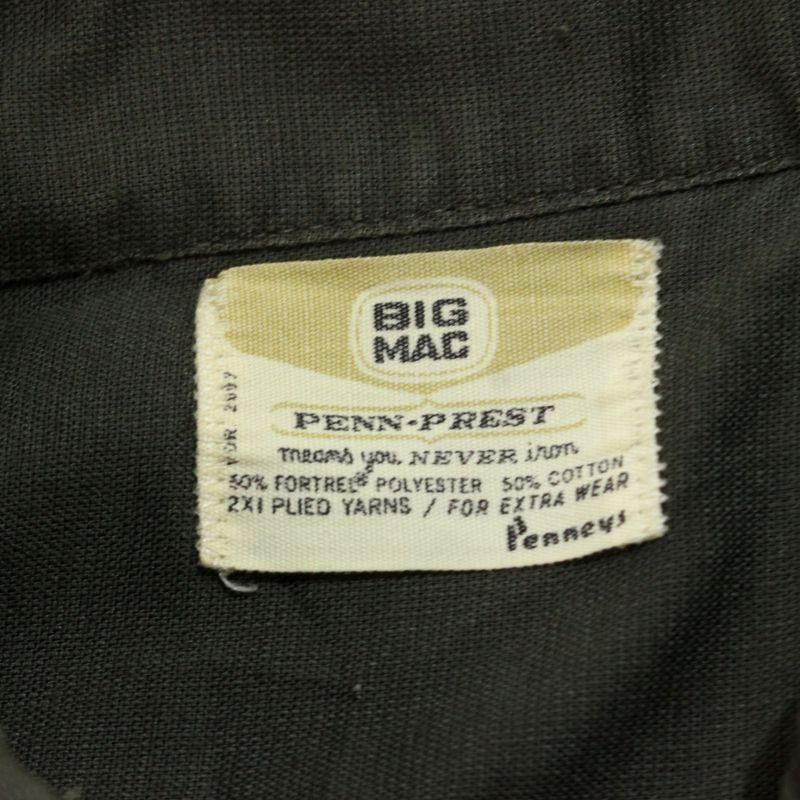 BIG
MAC
PENN-PREST
means you NEVER iron
50% FORTREL® POLYESTER 50% COTTON
2X1 PLIED YARNS / FOR EXTRA WEAR
Penneys